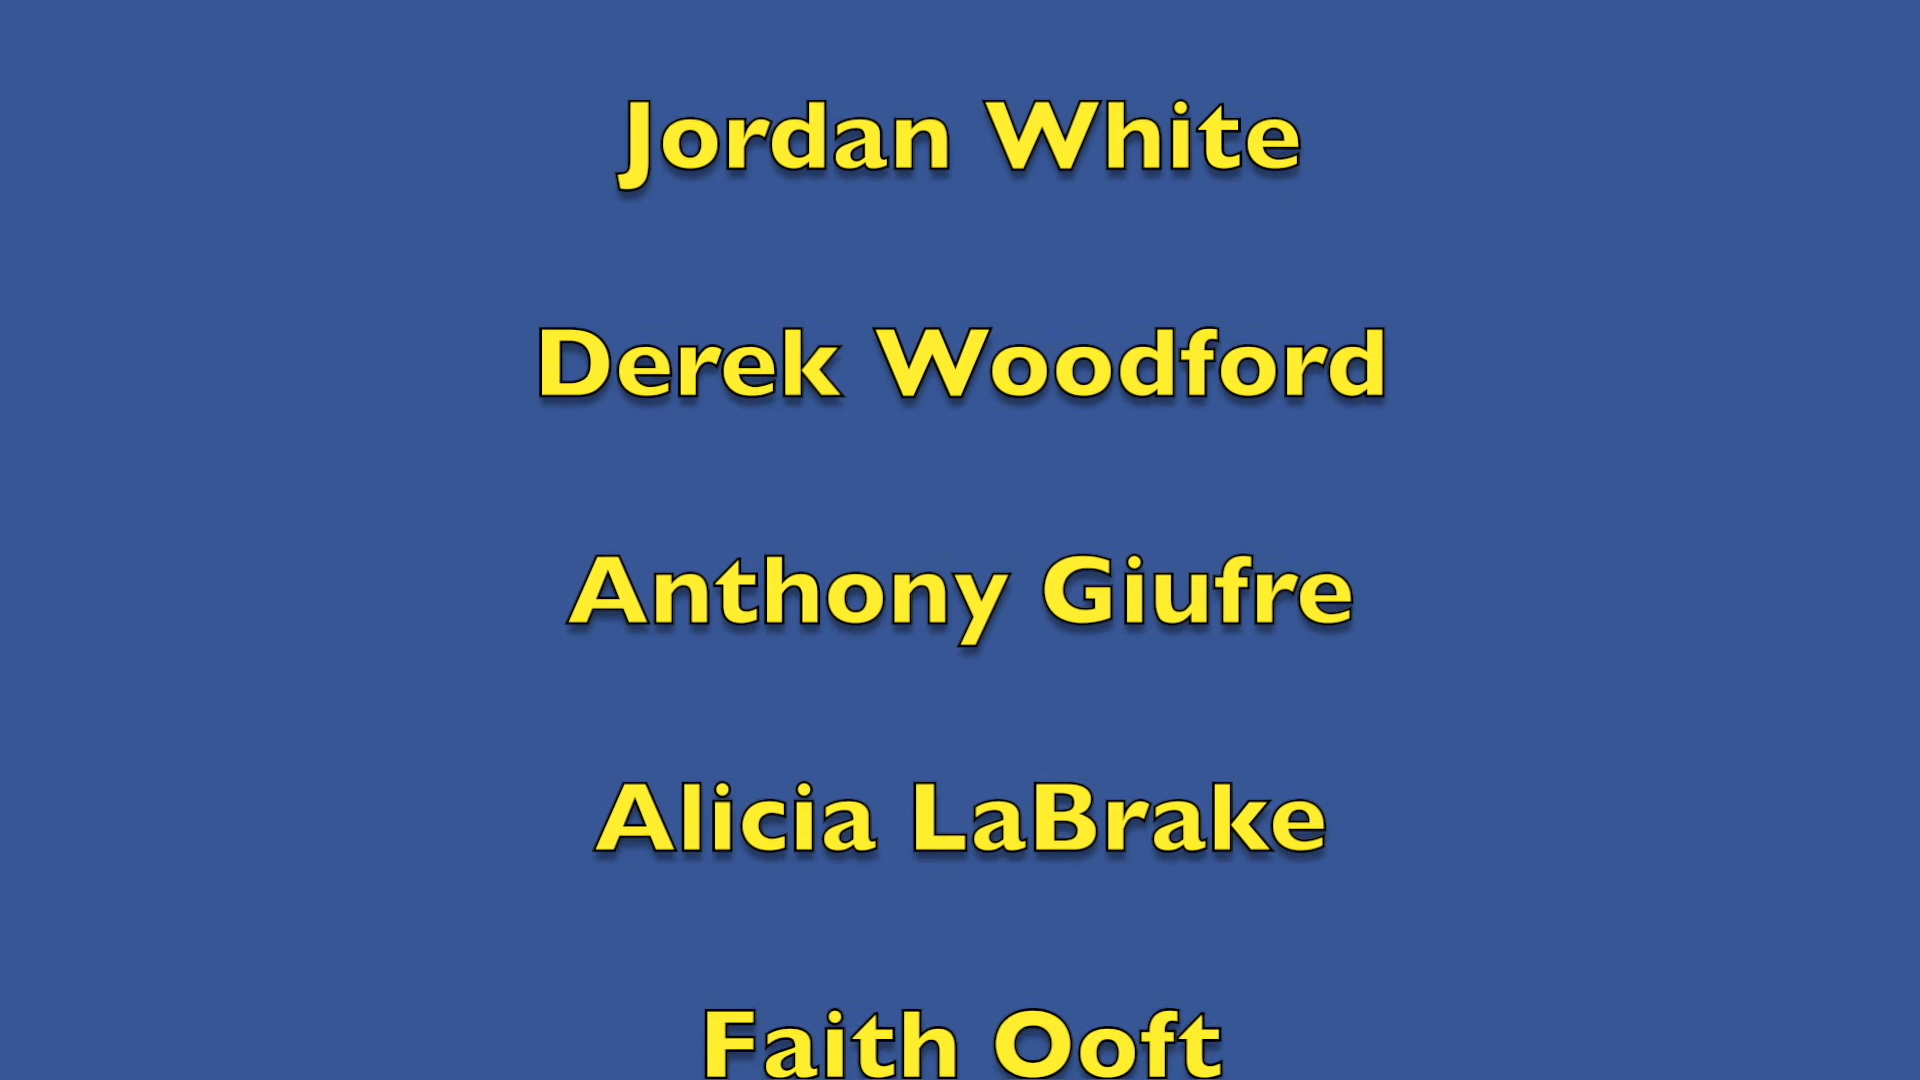 Jordan White
Derek Woodford
Anthony Giufre
Alicia LaBrake
Faith Ooft